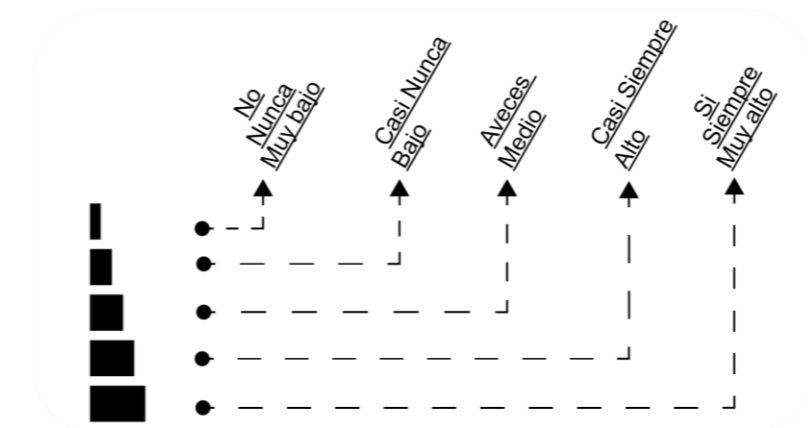 No
Nunca
Muy bajo
Casi Nunca
Bajo
Aveces
Medio
Casi Siempre
Alto
Si
Siempre
Muy alto